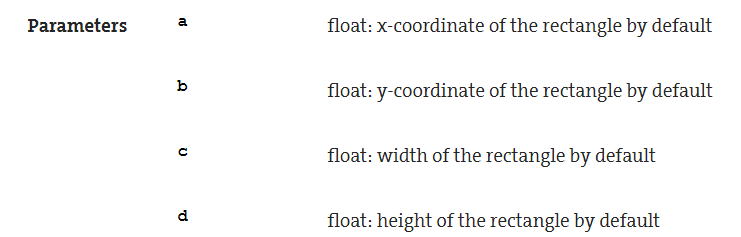 Parameters a float: x-coordinate of the rectangle by default
b float: y-coordinate of the rectangle by default
c float: width of the rectangle by default
d float: height of the rectangle by default